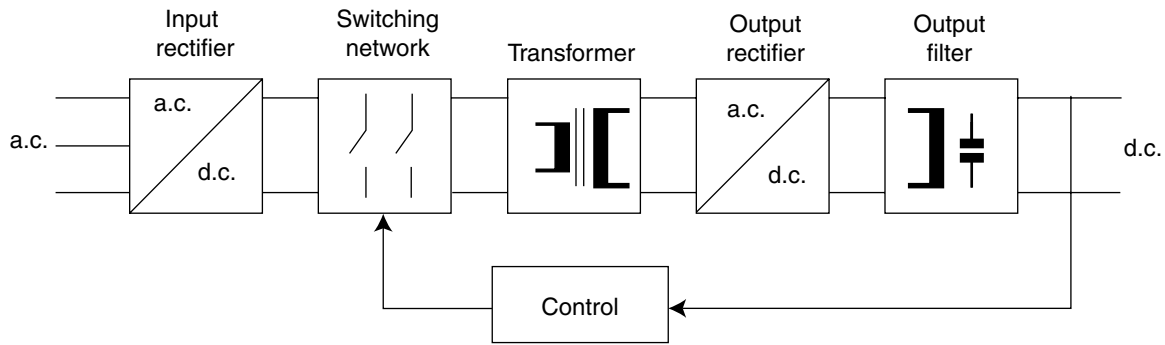 Input
rectifier
Switching
network
Transformer
Output
rectifier
Output
filter
a.c.
a.c.
d.c.
a.c.
d.c.
d.c.
Control